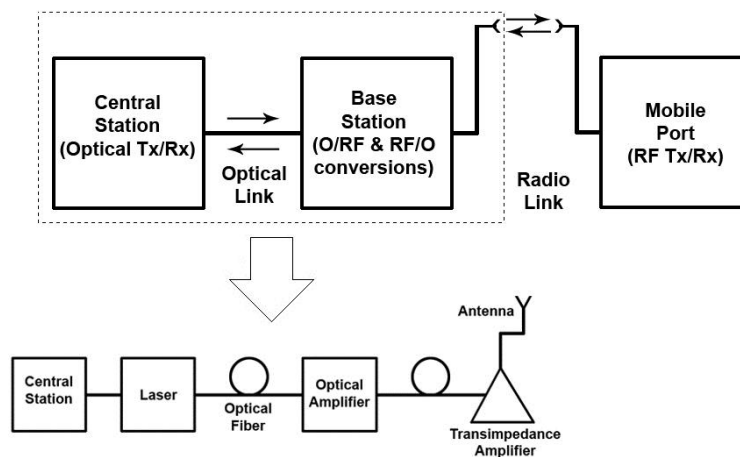 Central
Station
(Optical Tx/Rx)
Optical
Link
Base
Station
(O/RF & RF/O
conversions)
Radio
Link
Mobile
Port
(RF Tx/Rx)
Antenna
Central
Station
Laser
Optical
Fiber
Optical
Amplifier
Transimpedance
Amplifier